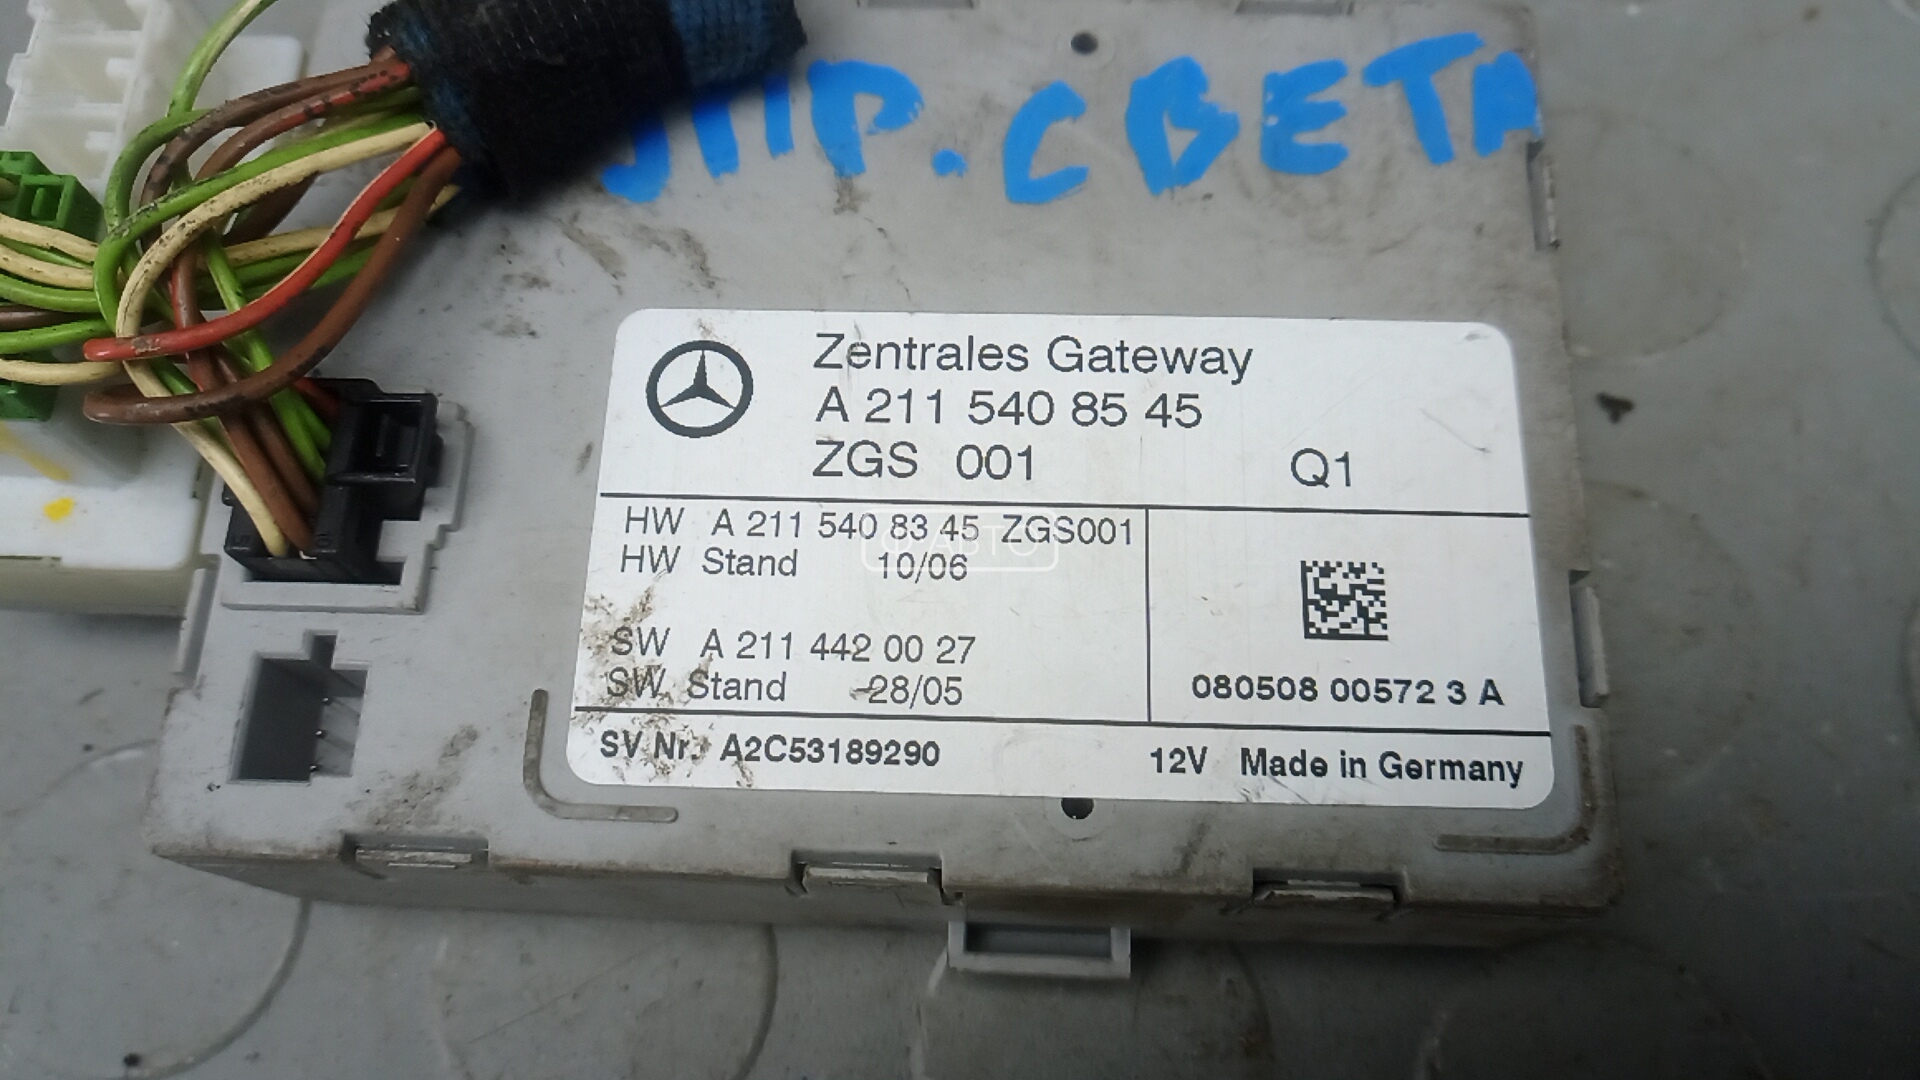 ПР. СВЕТА
Zentrales Gateway
A 211 540 85 45
ZGS 001 Q1
HW A 211 540 83 45 ZGS001
HW Stand 10/06
SW A 211 442 00 27
SW Stand 28/05
080508 00572 3 A
SV Nr. A2C53189290
12V Made in Germany